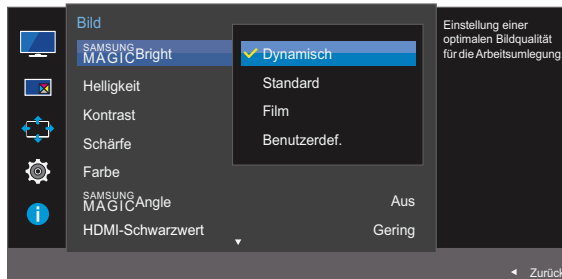 Bild
SAMSUNG
MAGICBright
Helligkeit
Kontrast
Schärfe
Farbe
SAMSUNG
MAGICAngle
Aus
HDMI-Schwarzwert
Gering
Dynamisch
Standard
Film
Benutzerdef.
Einstellung einer
optimalen Bildqualität
für die Arbeitsumlegung
Zurück